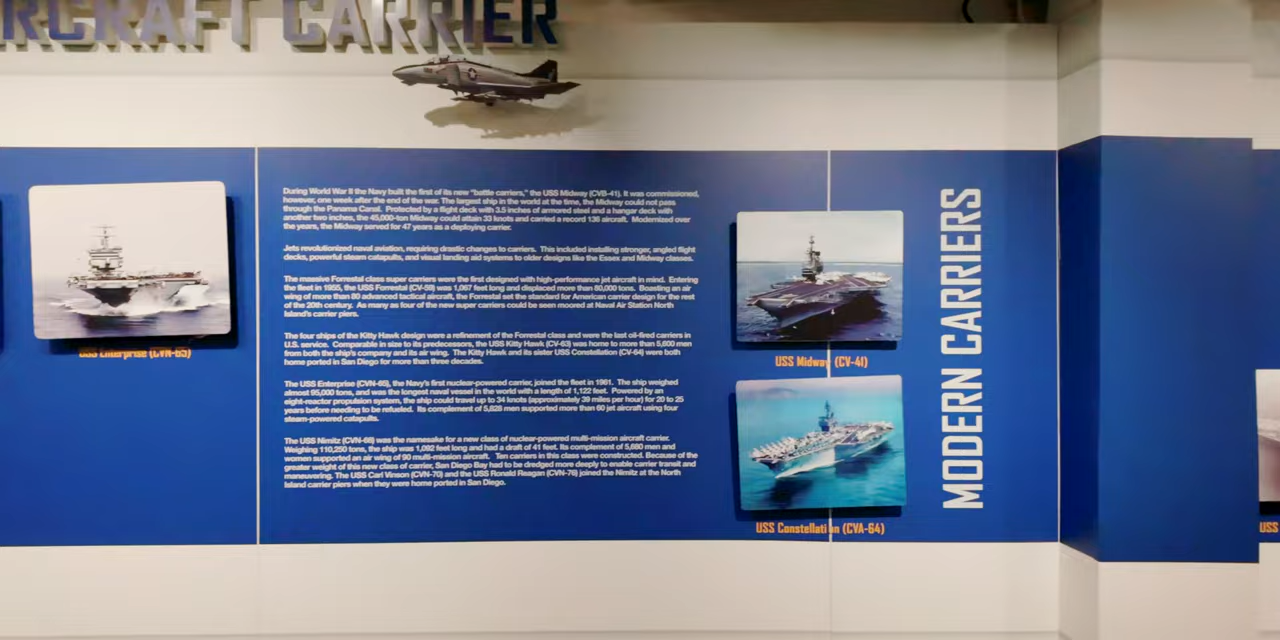 RCRAFT CARRIER
During World War II the Navy built the first of its new "battle carriers," the USS Midway (CVB-41). It was commissioned,
however, one week after the end of the war. The largest ship in the world at the time, the Midway could not pass
through the Panama Canal. Protected by a flight deck with 3.5 inches of armored steel and a hangar deck with
another two inches, the 45,000-ton Midway could attain 33 knots and carried a record 136 aircraft. Modernized over
the years, the Midway served for 47 years as a deploying carrier.
Jets revolutionized naval aviation, requiring drastic changes to carriers. This included installing stronger, angled flight
decks, powerful steam catapults, and visual landing aid systems to older designs like the Essex and Midway classes.
The massive Forrestal class super carriers were the first designed with high-performance jet aircraft in mind. Entering
the fleet in 1955, the USS Forrestal (CV-59) was 1,067 feet long and displaced more than 80,000 tons. Boasting an air
wing of more than 80 advanced tactical aircraft, the Forrestal set the standard for American carrier design for the rest
of the 20th century. As many as four of the new super carriers could be seen moored at Naval Air Station North
Island's carrier piers.
The four ships of the Kitty Hawk design were a refinement of the Forrestal class and were the last oil-fired carriers in
U.S. service. Comparable in size to its predecessors, the USS Kitty Hawk (CV-63) was home to more than 5,600 men
from both the ship's company and its air wing. The Kitty Hawk and its sister USS Constellation (CV-64) were both
home ported in San Diego for more than three decades.
The USS Enterprise (CVN-65), the Navy's first nuclear-powered carrier, joined the fleet in 1961. The ship weighed
almost 95,000 tons, and was the longest naval vessel in the world with a length of 1,122 feet. Powered by an
eight-reactor propulsion system, the ship could travel up to 34 knots (approximately 39 miles per hour) for 20 to 25
years before needing to be refueled. Its complement of 5,828 men supported more than 60 jet aircraft using four
steam-powered catapults.
The USS Nimitz (CVN-68) was the namesake for a new class of nuclear-powered multi-mission aircraft carrier.
Weighing 110,250 tons, the ship was 1,092 feet long and had a draft of 41 feet. Its complement of 5,680 men and
women supported an air wing of 90 multi-mission aircraft. Ten carriers in this class were constructed. Because of the
greater weight of this new class of carrier, San Diego Bay had to be dredged more deeply to enable carrier transit and
maneuvering. The USS Carl Vinson (CVN-70) and the USS Ronald Reagan (CVN-76) joined the Nimitz at the North
Island carrier piers when they were home ported in San Diego.
USS Enterprise (CVN-65)
USS Midway (CV-41)
USS Constellation (CVA-64)
MODERN CARRIERS
USS